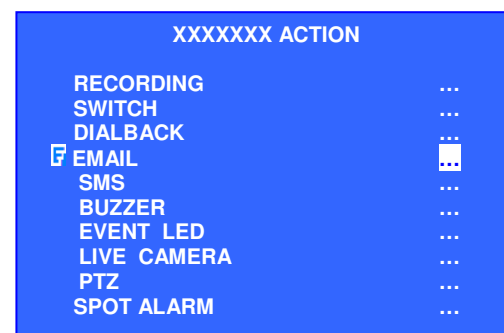 XXXXXXX ACTION
RECORDING ...
SWITCH ...
DIALBACK ...
F EMAIL ...
SMS ...
BUZZER ...
EVENT LED ...
LIVE CAMERA ...
PTZ ...
SPOT ALARM ...